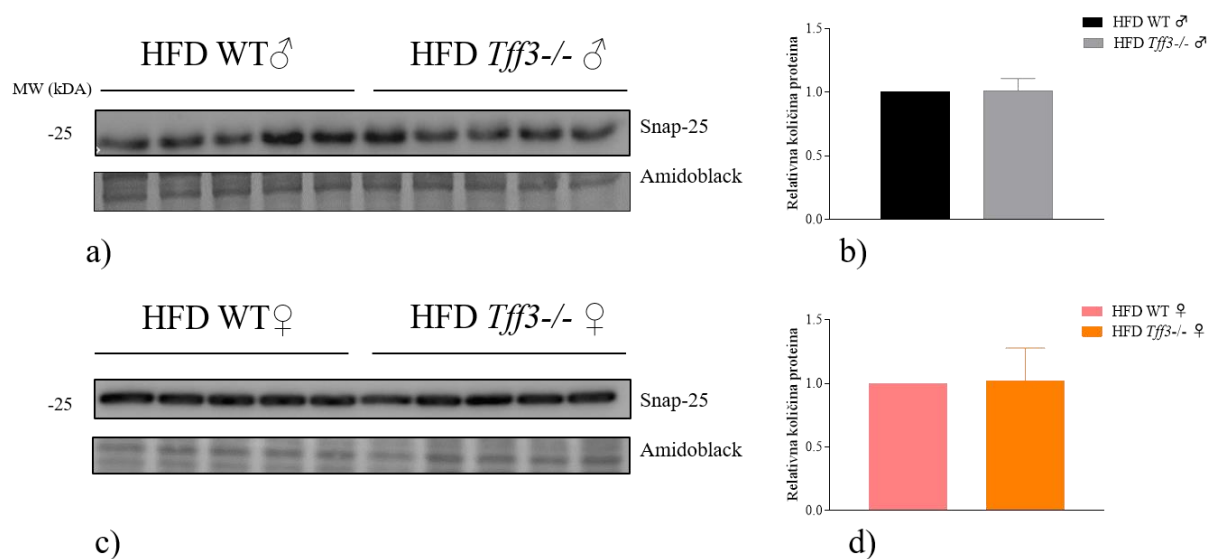 HFD WT♂
HFD Tff3-/- ♂
MW (kDA)
-25
Snap-25
Amidoblack
a)
1.5
1.0
0.5
0.0
Relativna količina proteina
HFD WT ♂
HFD Tff3-/- ♂
b)
HFD WT♀
HFD Tff3-/- ♀
-25
Snap-25
Amidoblack
c)
1.5
1.0
0.5
0.0
Relativna količina proteina
HFD WT ♀
HFD Tff3-/- ♀
d)